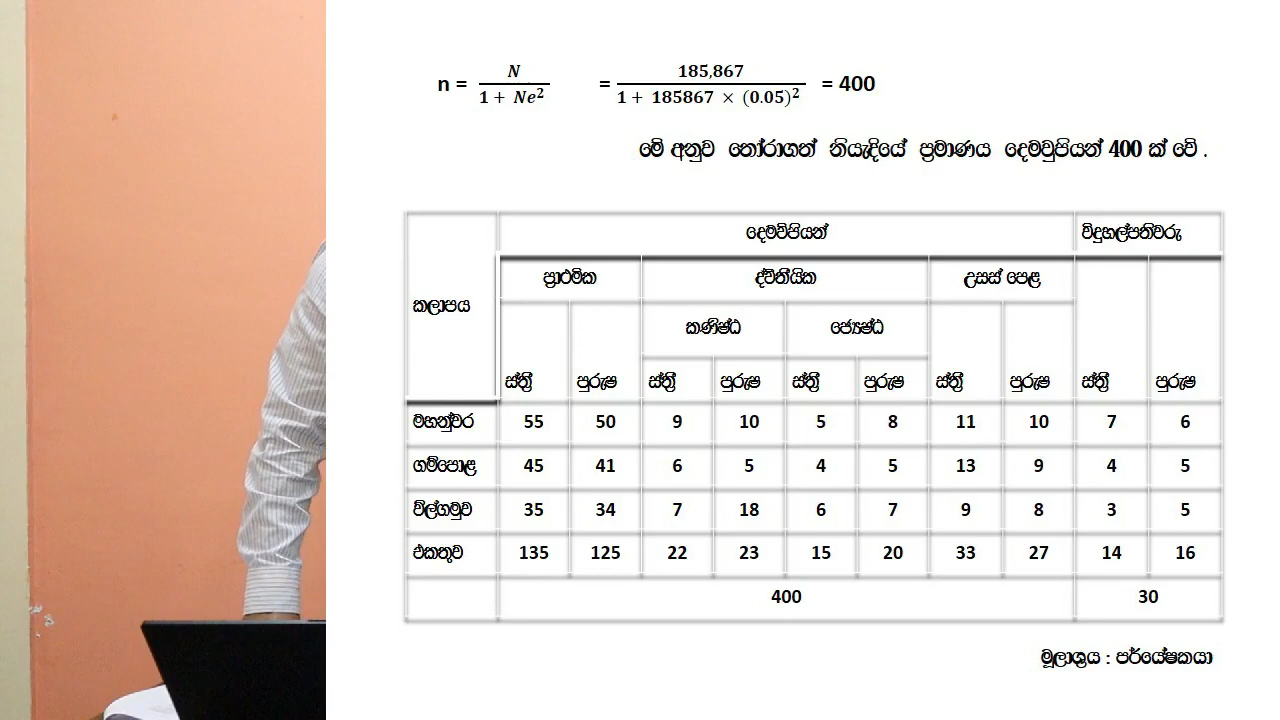 n = N / 1 + Ne² = 185,867 / 1 + 185867 × (0.05)² = 400
මේ අනුව තෝරාගත් නියැදියේ ප්‍රමාණය දෙමවුපියන් 400 ක් වේ .
කලාපය දෙමව්පියන් විදුහල්පතිවරු
ප්‍රාථමික ද්විතීයික උසස් පෙළ
කණිෂ්ඨ ජ්‍යෙෂ්ඨ
ස්ත්‍රී පුරුෂ ස්ත්‍රී පුරුෂ ස්ත්‍රී පුරුෂ ස්ත්‍රී පුරුෂ ස්ත්‍රී පුරුෂ
මහනුවර 55 50 9 10 5 8 11 10 7 6
ගම්පොළ 45 41 6 5 4 5 13 9 4 5
විල්ගමුව 35 34 7 18 6 7 9 8 3 5
එකතුව 135 125 22 23 15 20 33 27 14 16
400 30
මූලාශ්‍රය : පර්යේෂකයා